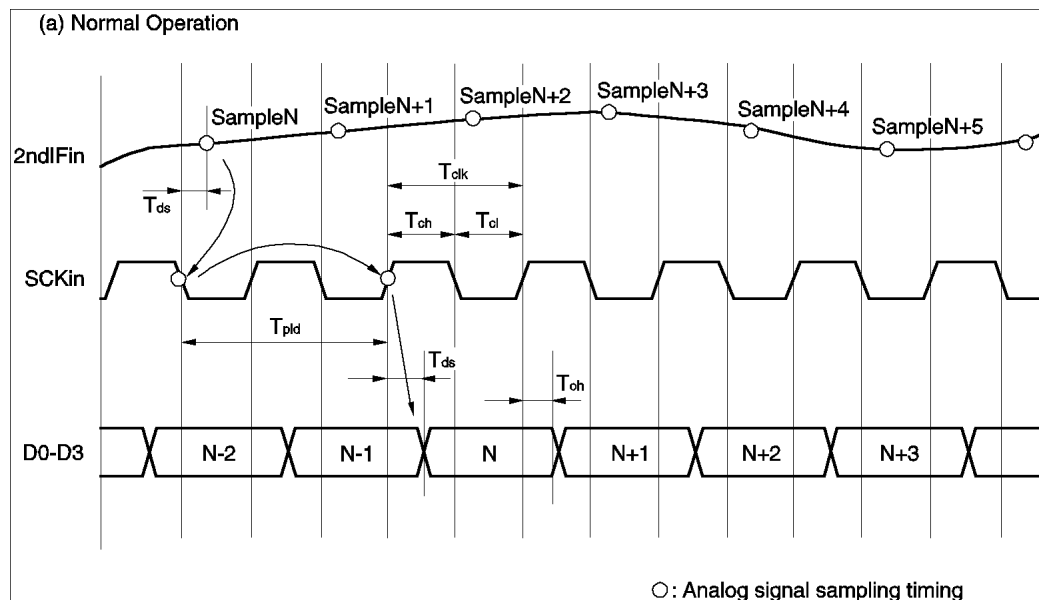 (a) Normal Operation
SampleN
SampleN+1
SampleN+2
SampleN+3
SampleN+4
SampleN+5
2ndIFin
Tds
Tclk
Tch
Tcl
SCKin
Tpld
Tds
Toh
D0-D3
N-2
N-1
N
N+1
N+2
N+3
: Analog signal sampling timing